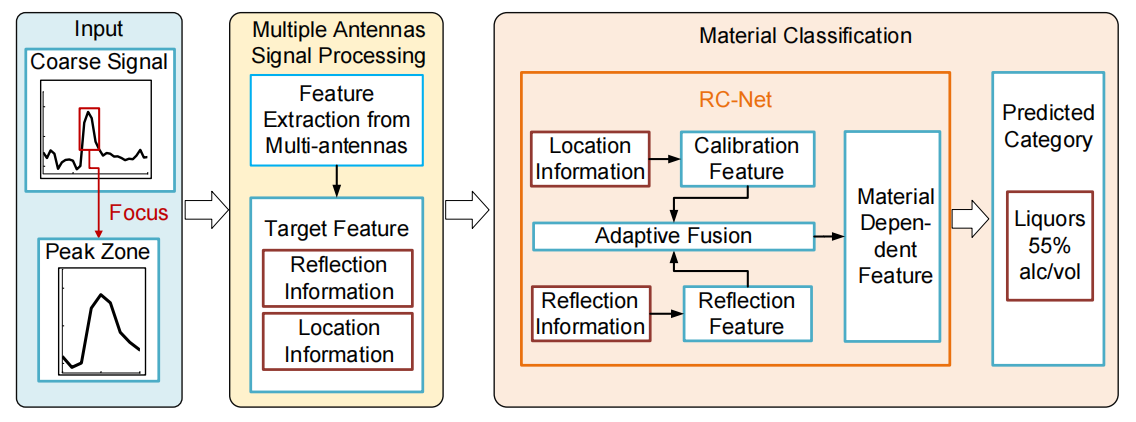 Input
Coarse Signal
Focus
Peak Zone
Multiple Antennas
Signal Processing
Feature
Extraction from
Multi-antennas
Target Feature
Reflection
Information
Location
Information
Material Classification
RC-Net
Location
Information
Calibration
Feature
Adaptive Fusion
Reflection
Information
Reflection
Feature
Material
Depen-
dent
Feature
Predicted
Category
Liquors
55%
alc/vol